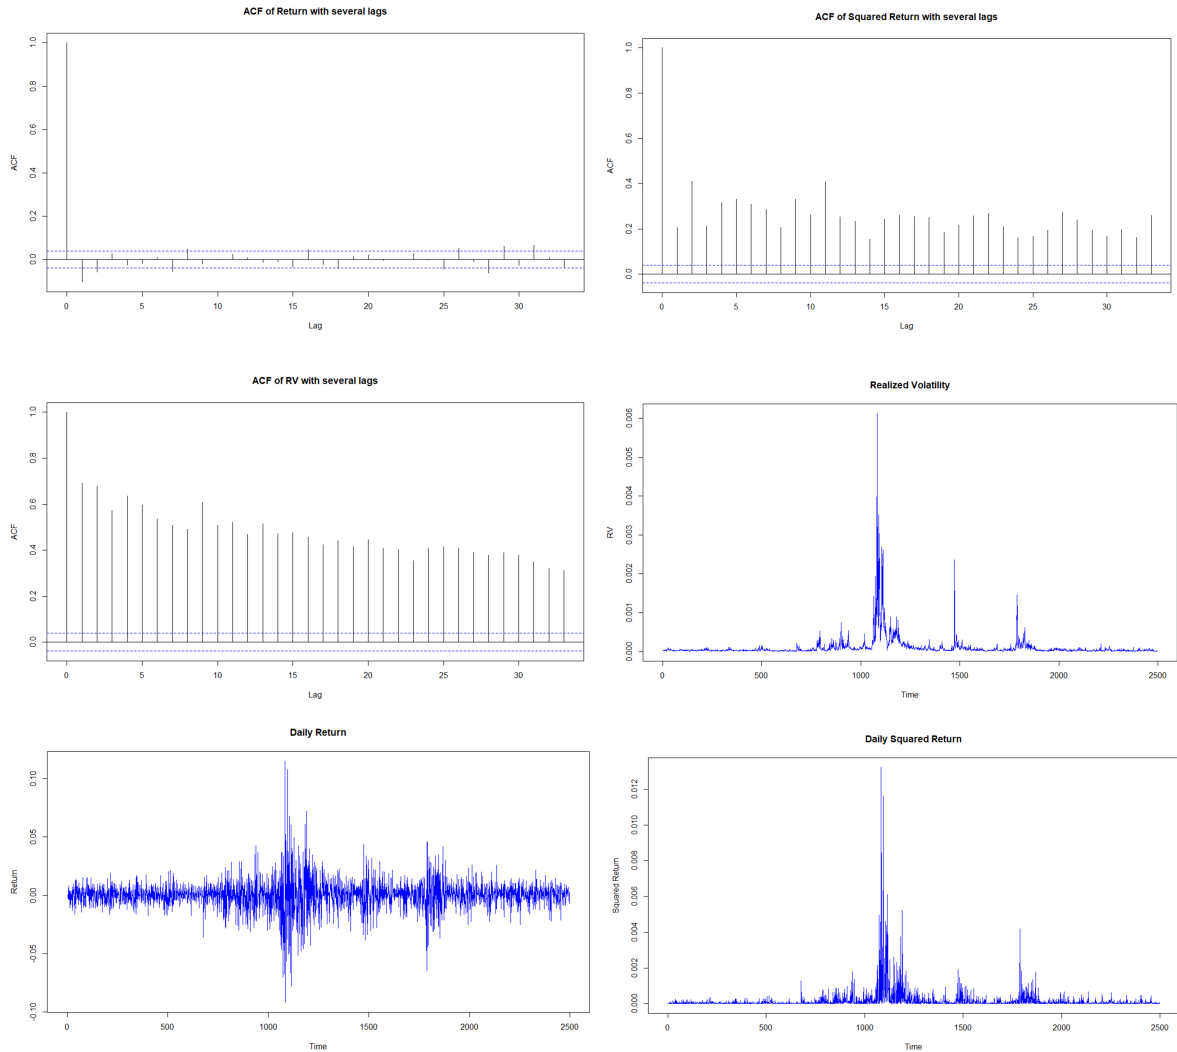 ACF of Return with several lags
ACF
1.0
0.8
0.6
0.4
0.2
0.0
0 5 10 15 20 25 30
Lag
ACF of Squared Return with several lags
ACF
1.0
0.8
0.6
0.4
0.2
0.0
0 5 10 15 20 25 30
Lag
ACF of RV with several lags
ACF
1.0
0.8
0.6
0.4
0.2
0.0
0 5 10 15 20 25 30
Lag
Realized Volatility
RV
0.006
0.005
0.004
0.003
0.002
0.001
0.000
0 500 1000 1500 2000 2500
Time
Daily Return
Return
0.10
0.05
0.00
-0.05
-0.10
0 500 1000 1500 2000 2500
Time
Daily Squared Return
Squared Return
0.012
0.010
0.008
0.006
0.004
0.002
0.000
0 500 1000 1500 2000 2500
Time